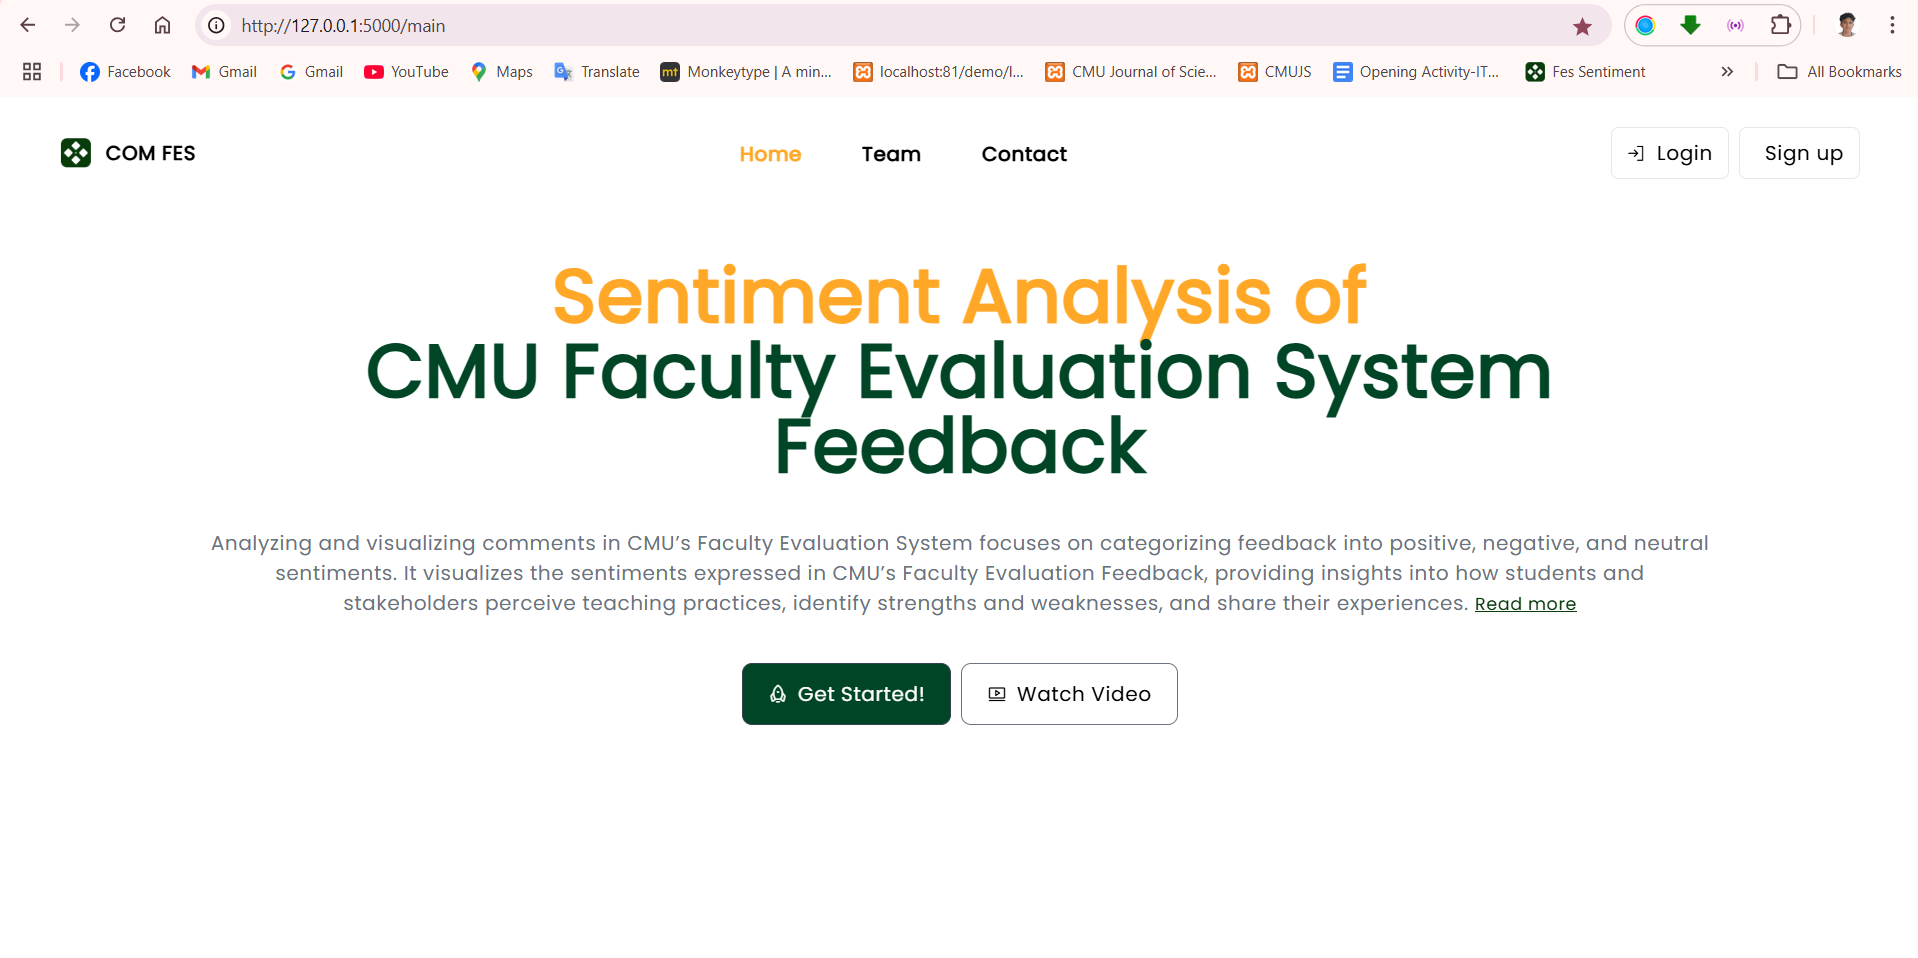 http://127.0.0.1:5000/main
Facebook Gmail Gmail YouTube Maps Translate mt Monkeytype | A min... localhost:81/demo/l... CMU Journal of Scie... CMUJS Opening Activity-IT... Fes Sentiment All Bookmarks
COM FES Home Team Contact Login Sign up
Sentiment Analysis of
CMU Faculty Evaluation System
Feedback
Analyzing and visualizing comments in CMU’s Faculty Evaluation System focuses on categorizing feedback into positive, negative, and neutral
sentiments. It visualizes the sentiments expressed in CMU’s Faculty Evaluation Feedback, providing insights into how students and
stakeholders perceive teaching practices, identify strengths and weaknesses, and share their experiences. Read more
Get Started! Watch Video